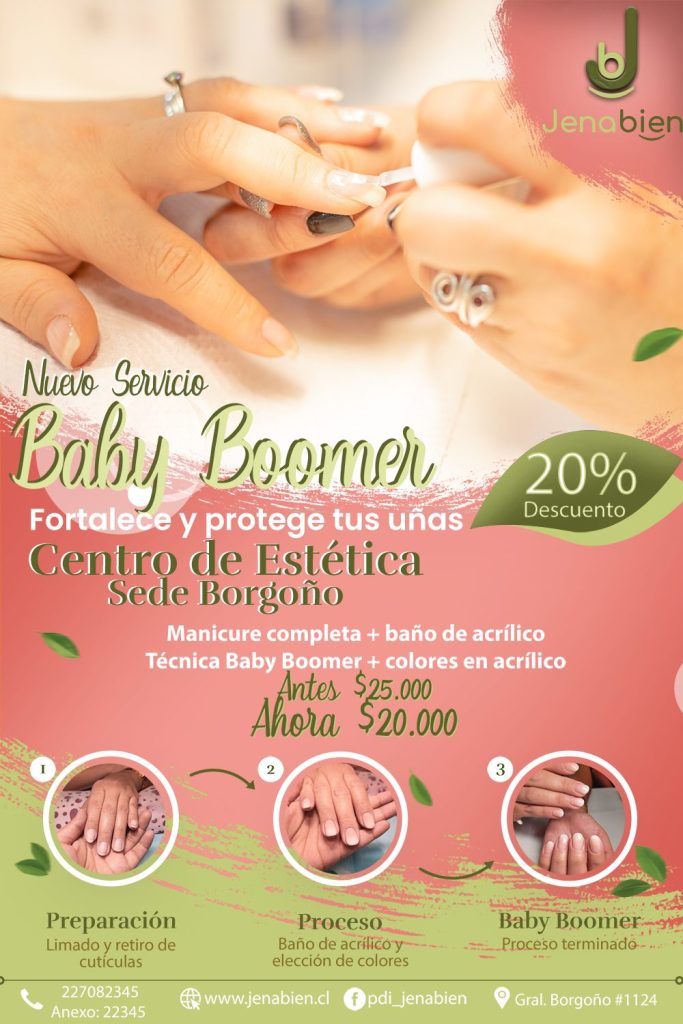 Jenabien
Nuevo Servicio
Baby Boomer
20%
Descuento
Fortalece y protege tus uñas
Centro de Estética
Sede Borgoño
Manicure completa + baño de acrílico
Técnica Baby Boomer + colores en acrílico
Antes $25.000
Ahora $20.000
1
2
3
Preparación
Limado y retiro de
cutículas
Proceso
Baño de acrílico y
elección de colores
Baby Boomer
Proceso terminado
227082345
Anexo: 22345
www.jenabien.cl
pdi_jenabien
Gral. Borgoño #1124